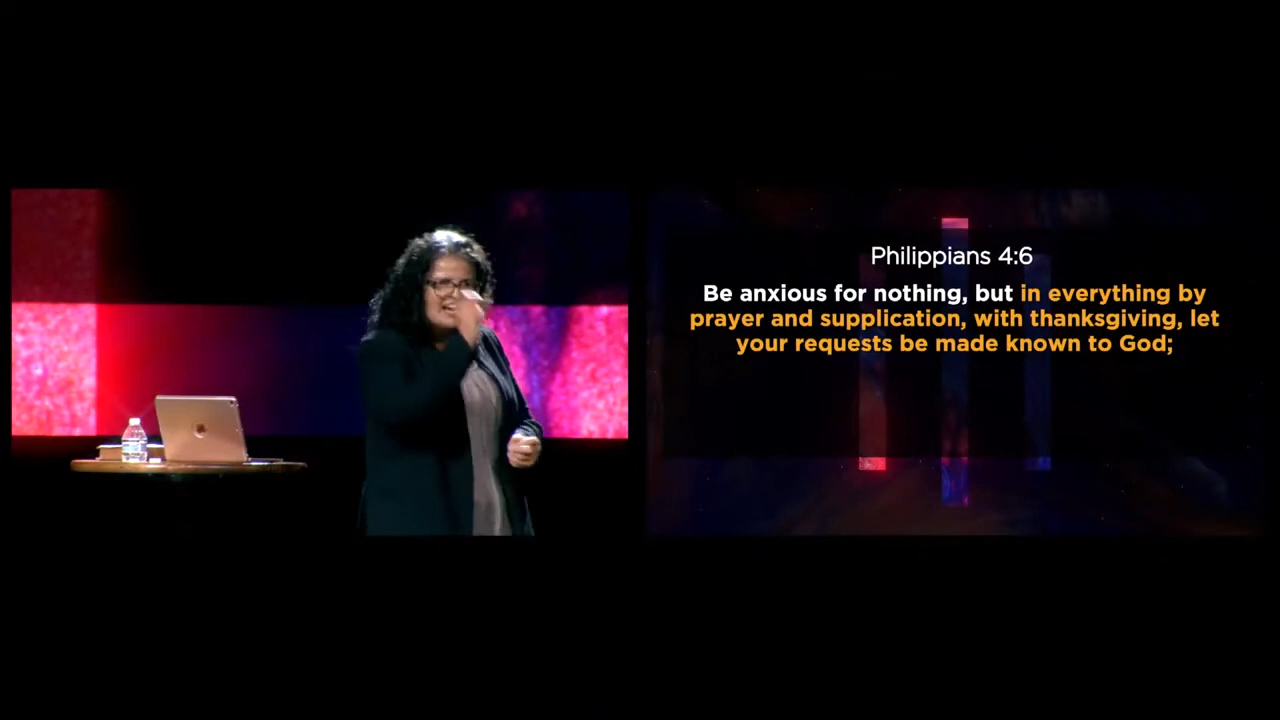 Philippians 4:6
Be anxious for nothing, but in everything by
prayer and supplication, with thanksgiving, let
your requests be made known to God;